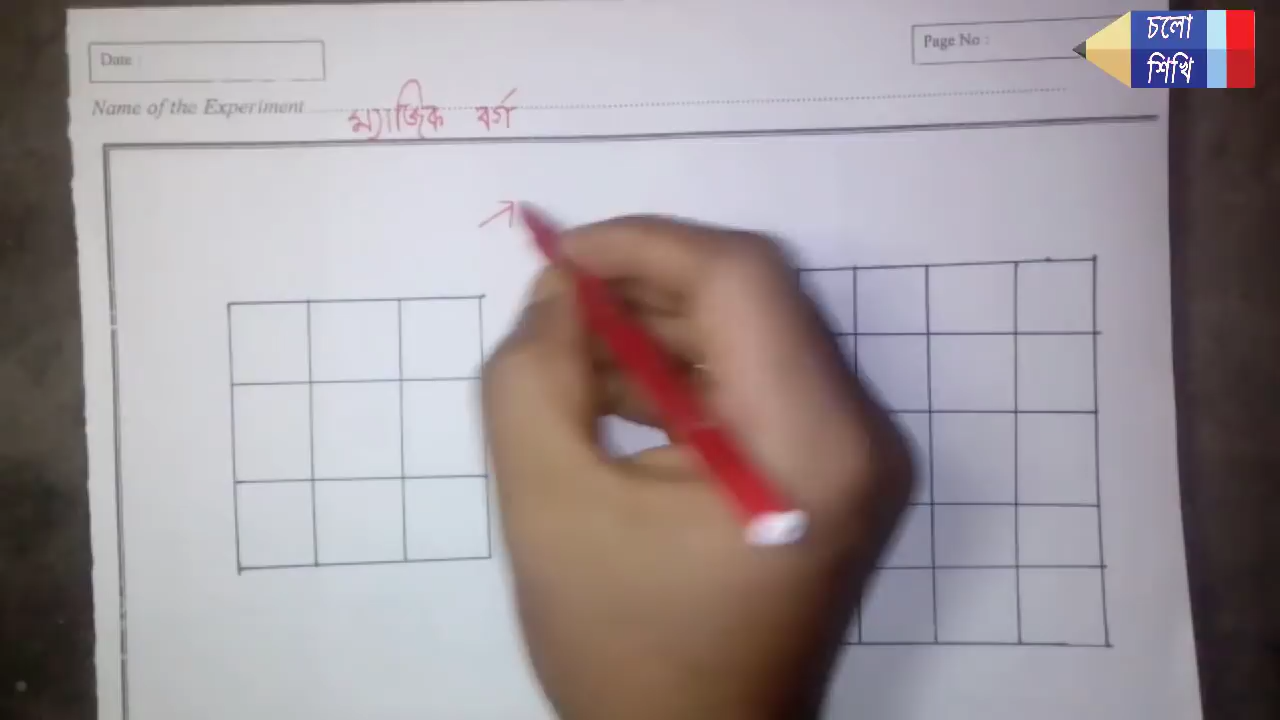 Date :
Page No :
চলো
শিখি
Name of the Experiment
ম্যাজিক বর্গ